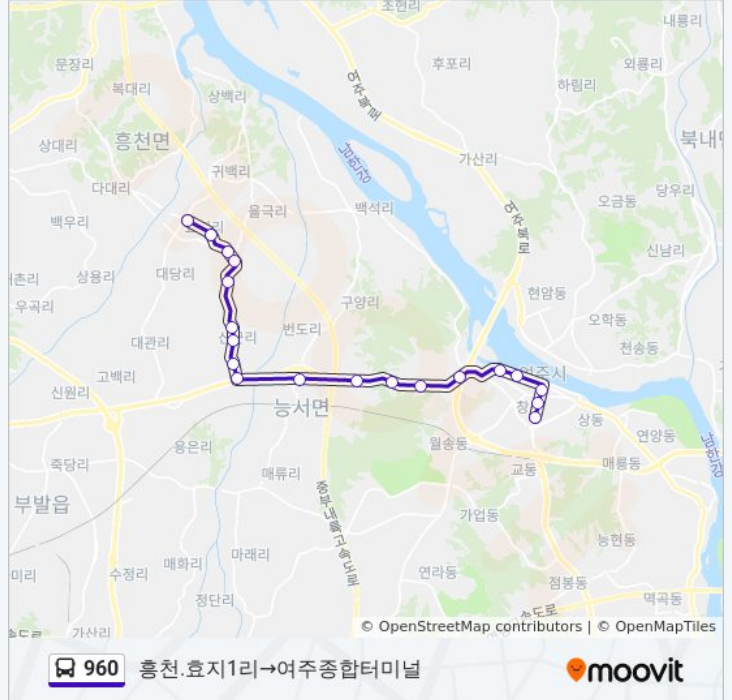 조현리
내룡리
문장리
후포리
외룡리
여주북로
복대리
하림리
상백리
흥천면
북내면
상대리
남한강
가산리
귀백리
다대리
당우리
오금동
율극리
백석리
백우리
여주북로
신남리
대당리
상용리
현암동
우곡리
구양리
오학동
번도리
대관리
천송동
여주시
고백리
신원리
능서면
상동
연양동
월송동
남한강
용은리
교동
매룡동
죽당리
매류리
중부내륙고속도로
부발읍
가업동
능현동
마래리
매화리
수정리
연라동
점봉동
정단리
멱곡동
가산리
© OpenStreetMap contributors | © OpenMapTiles
960 흥천.효지1리→여주종합터미널 moovit